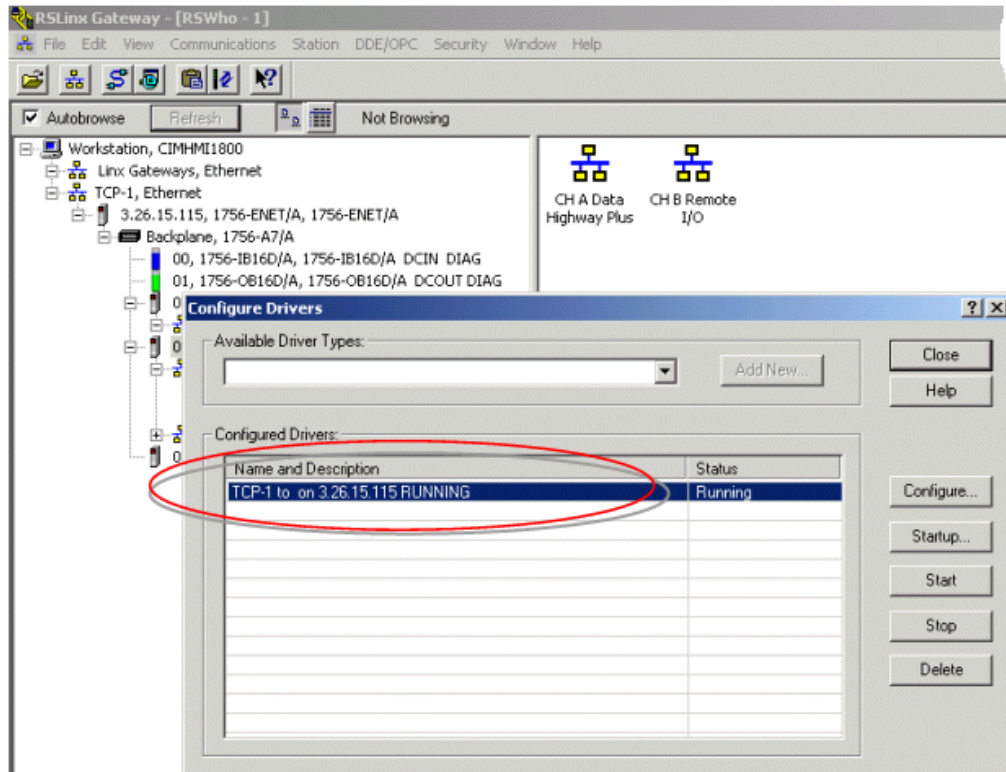 RSLinx Gateway - [RSWho - 1]
File Edit View Communications Station DDE/OPC Security Window Help
Autobrowse Refresh Not Browsing
Workstation, CIMHMI1800
Linx Gateways, Ethernet
TCP-1, Ethernet
3.26.15.115, 1756-ENET/A, 1756-ENET/A
Backplane, 1756-A7/A
00, 1756-IB16D/A, 1756-IB16D/A DCIN DIAG
01, 1756-OB16D/A, 1756-OB16D/A DCOUT DIAG
0
0
0
CH A Data
Highway Plus
CH B Remote
I/O
Configure Drivers
Available Driver Types:
Add New...
Close
Help
Configured Drivers:
Name and Description Status
TCP-1 to on 3.26.15.115 RUNNING Running
Configure...
Startup...
Start
Stop
Delete